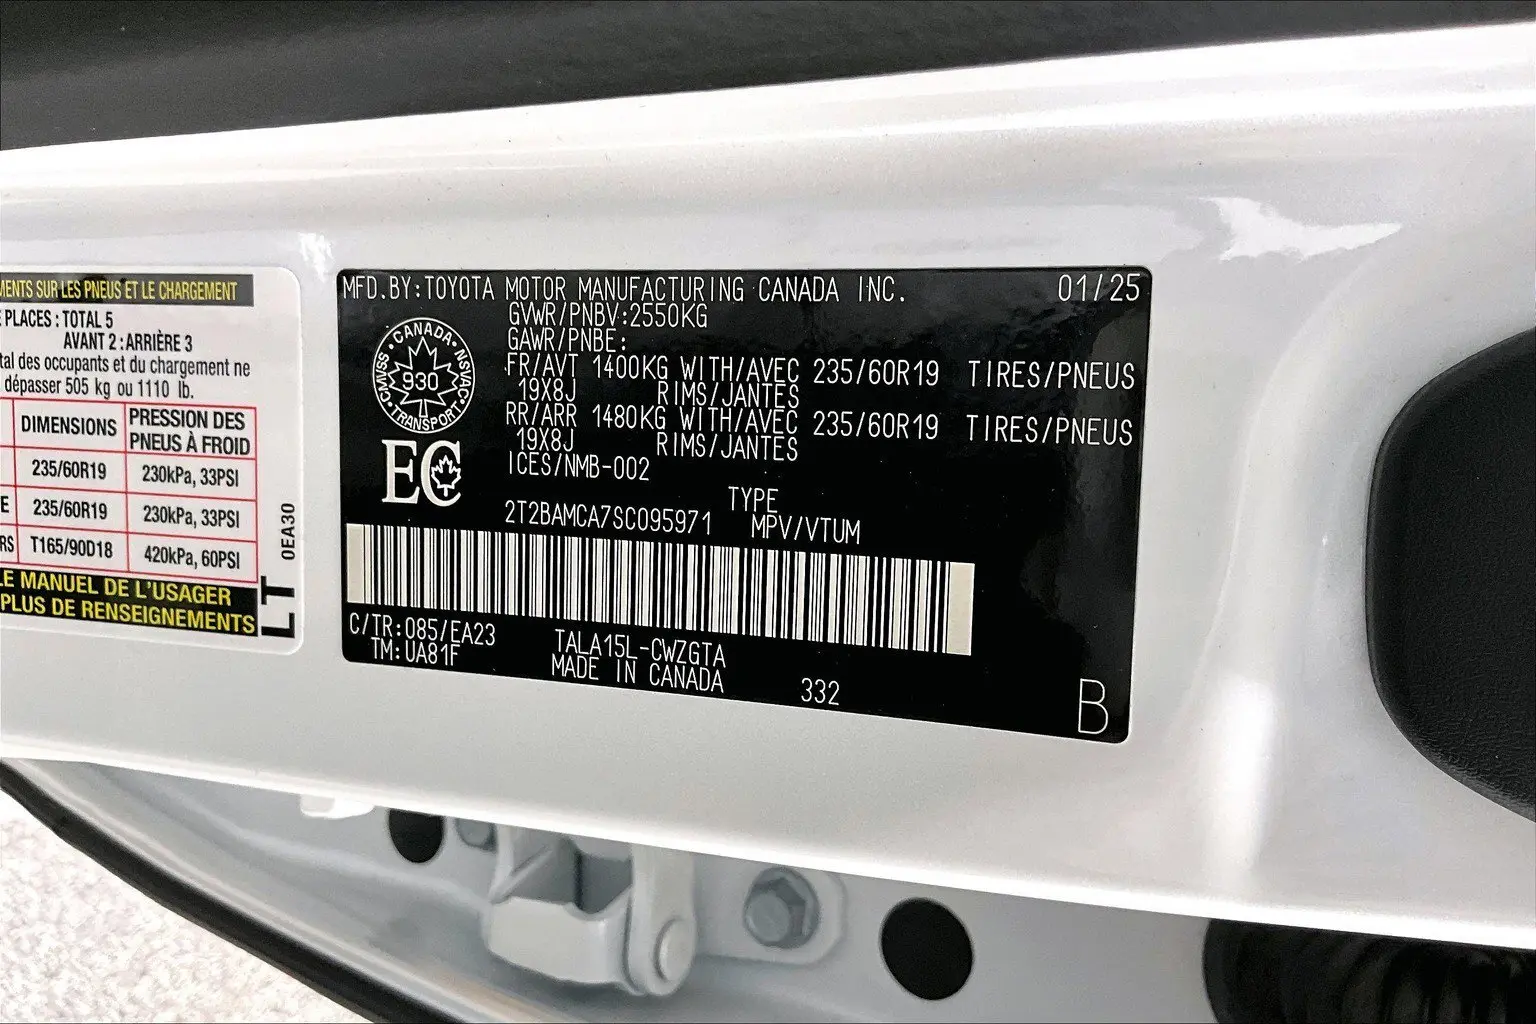 MENTS SUR LES PNEUS ET LE CHARGEMENT
PLACES : TOTAL 5
AVANT 2 : ARRIÈRE 3
tal des occupants et du chargement ne
dépasser 505 kg ou 1110 lb.
DIMENSIONS PRESSION DES PNEUS À FROID
235/60R19 230kPa, 33PSI
E 235/60R19 230kPa, 33PSI
RS T165/90D18 420kPa, 60PSI
LE MANUEL DE L'USAGER
PLUS DE RENSEIGNEMENTS
0EA30
LT
MFD.BY:TOYOTA MOTOR MANUFACTURING CANADA INC. 01/25
GVWR/PNBV:2550KG
GAWR/PNBE:
FR/AVT 1400KG WITH/AVEC 235/60R19 TIRES/PNEUS
19X8J RIMS/JANTES
RR/ARR 1480KG WITH/AVEC 235/60R19 TIRES/PNEUS
19X8J RIMS/JANTES
ICES/NMB-002
CANADA
CMVSS 930 NSVAC
TRANSPORT
EC
TYPE
2T2BAMCA7SC095971 MPV/VTUM
C/TR:085/EA23 TALA15L-CWZGTA
TM:UA81F MADE IN CANADA 332
B